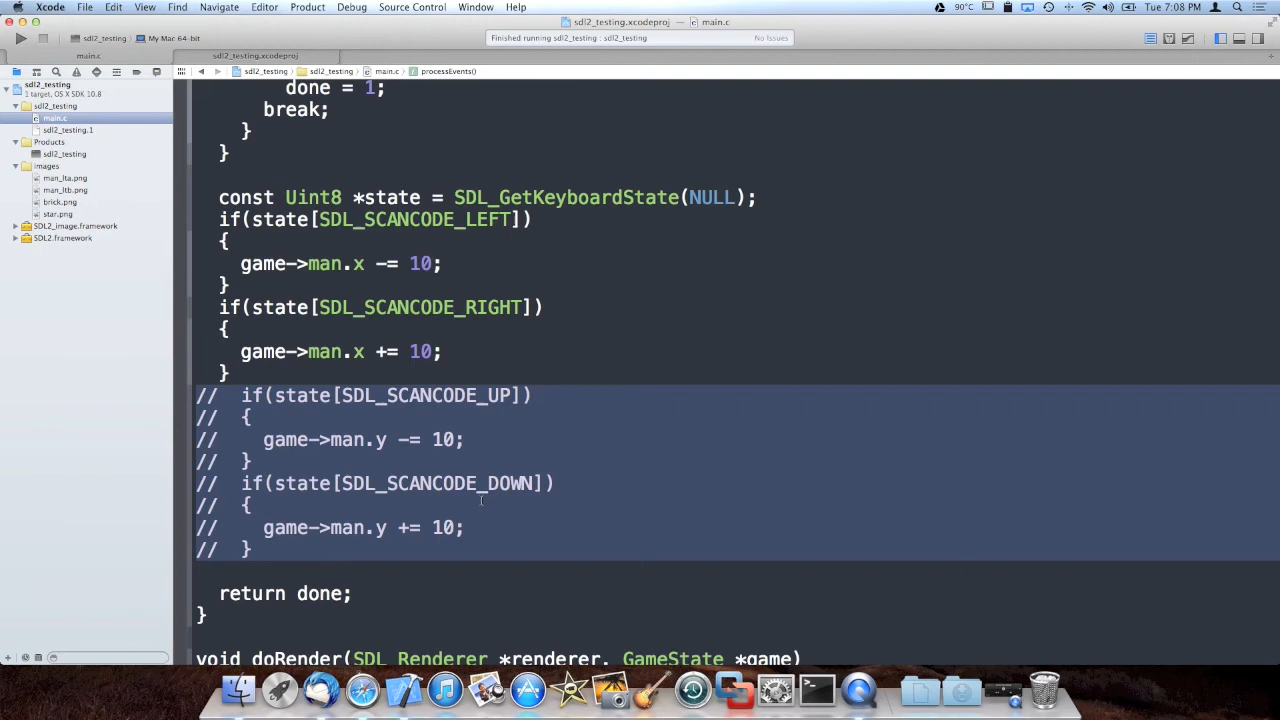 Xcode File Edit View Find Navigate Editor Product Debug Source Control Window Help 90°C Tue 7:08 PM
sdl2_testing.xcodeproj — main.c
sdl2_testing My Mac 64-bit
Finished running sdl2_testing : sdl2_testing No Issues
main.c sdl2_testing.xcodeproj
sdl2_testing sdl2_testing main.c processEvents()
sdl2_testing
1 target, OS X SDK 10.8
sdl2_testing
main.c
sdl2_testing.1
Products
sdl2_testing
images
man_lta.png
man_ltb.png
brick.png
star.png
SDL2_image.framework
SDL2.framework
done = 1;
break;
}
}
const Uint8 *state = SDL_GetKeyboardState(NULL);
if(state[SDL_SCANCODE_LEFT])
{
game->man.x -= 10;
}
if(state[SDL_SCANCODE_RIGHT])
{
game->man.x += 10;
}
// if(state[SDL_SCANCODE_UP])
// {
// game->man.y -= 10;
// }
// if(state[SDL_SCANCODE_DOWN])
// {
// game->man.y += 10;
// }
return done;
}
void doRender(SDL_Renderer *renderer, GameState *game)